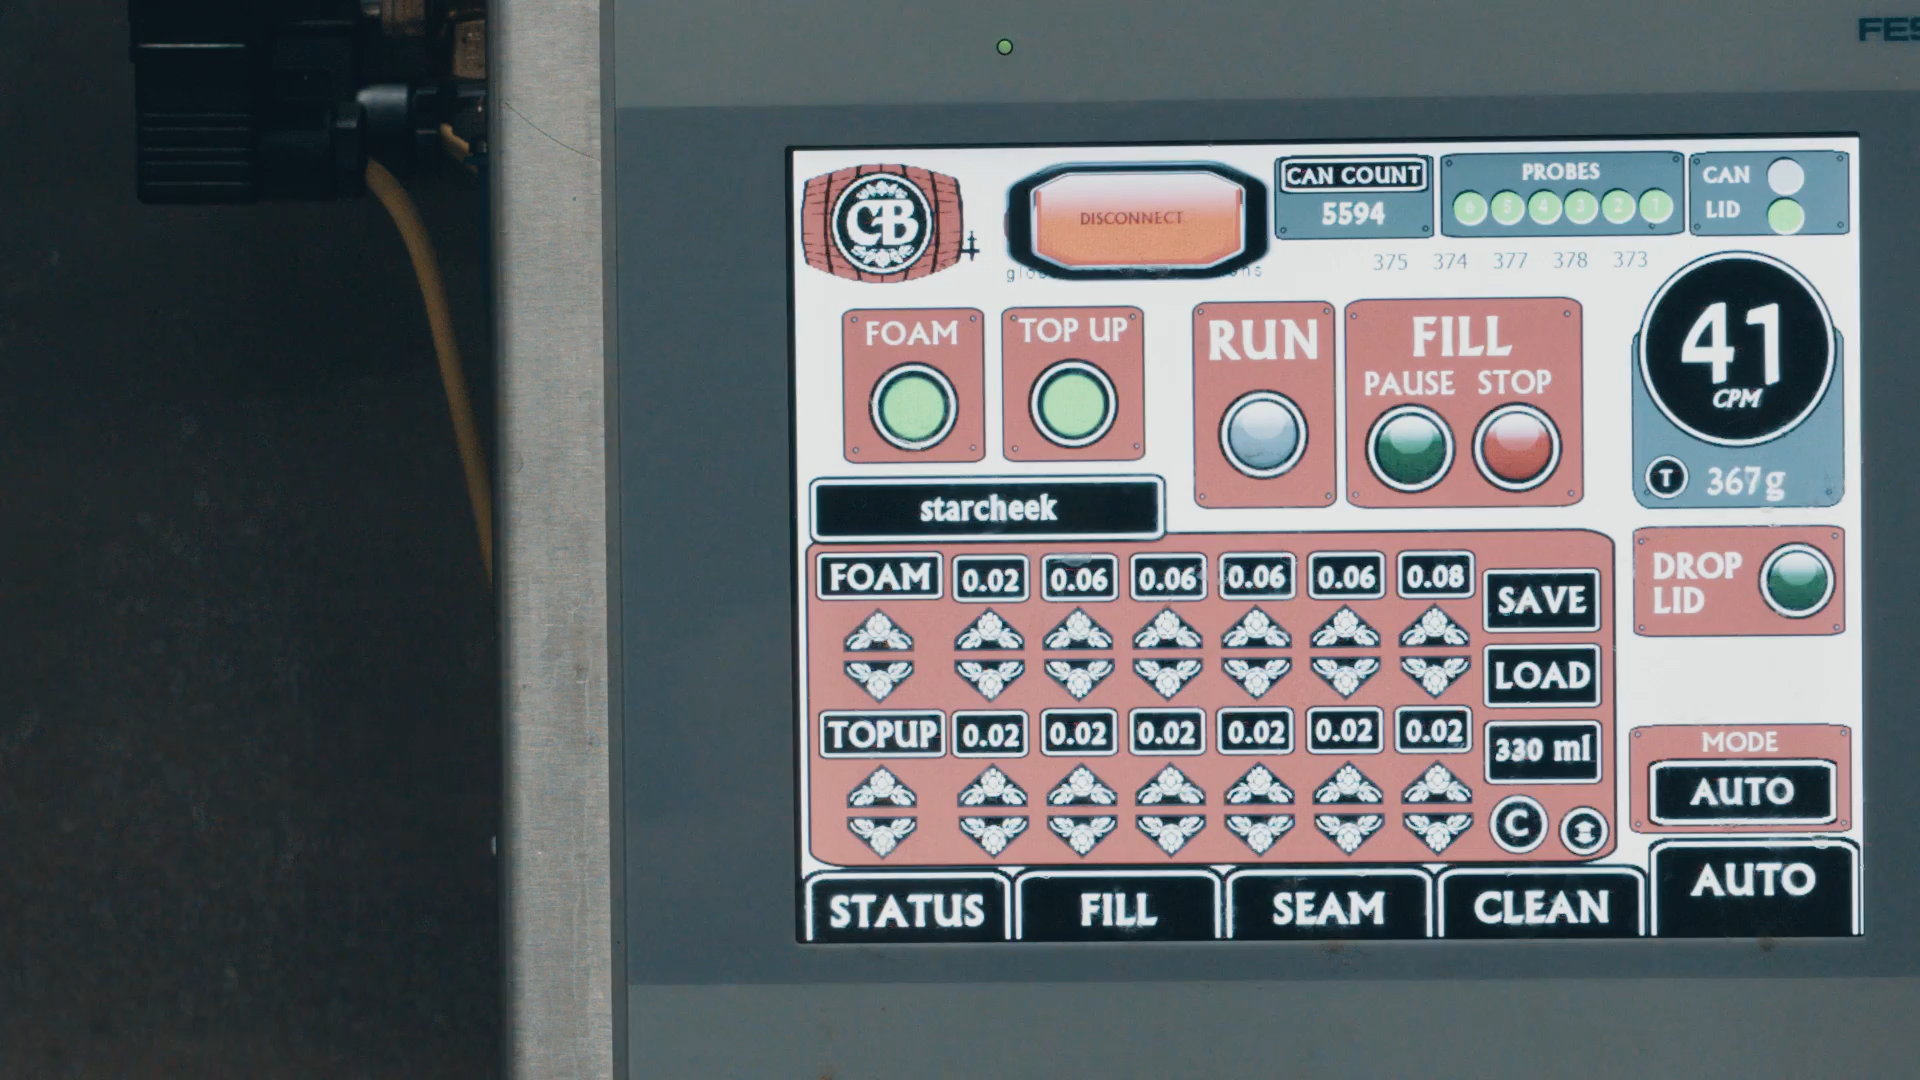 FES
CB
DISCONNECT
CAN COUNT
5594
PROBES
6 5 4 3 2 1
CAN
LID
375 374 377 378 373
FOAM
TOP UP
RUN
FILL
PAUSE STOP
41
CPM
T 367g
starcheek
DROP
LID
FOAM 0.02 0.06 0.06 0.06 0.06 0.08
SAVE
LOAD
TOPUP 0.02 0.02 0.02 0.02 0.02 0.02
330 ml
C
MODE
AUTO
STATUS FILL SEAM CLEAN AUTO